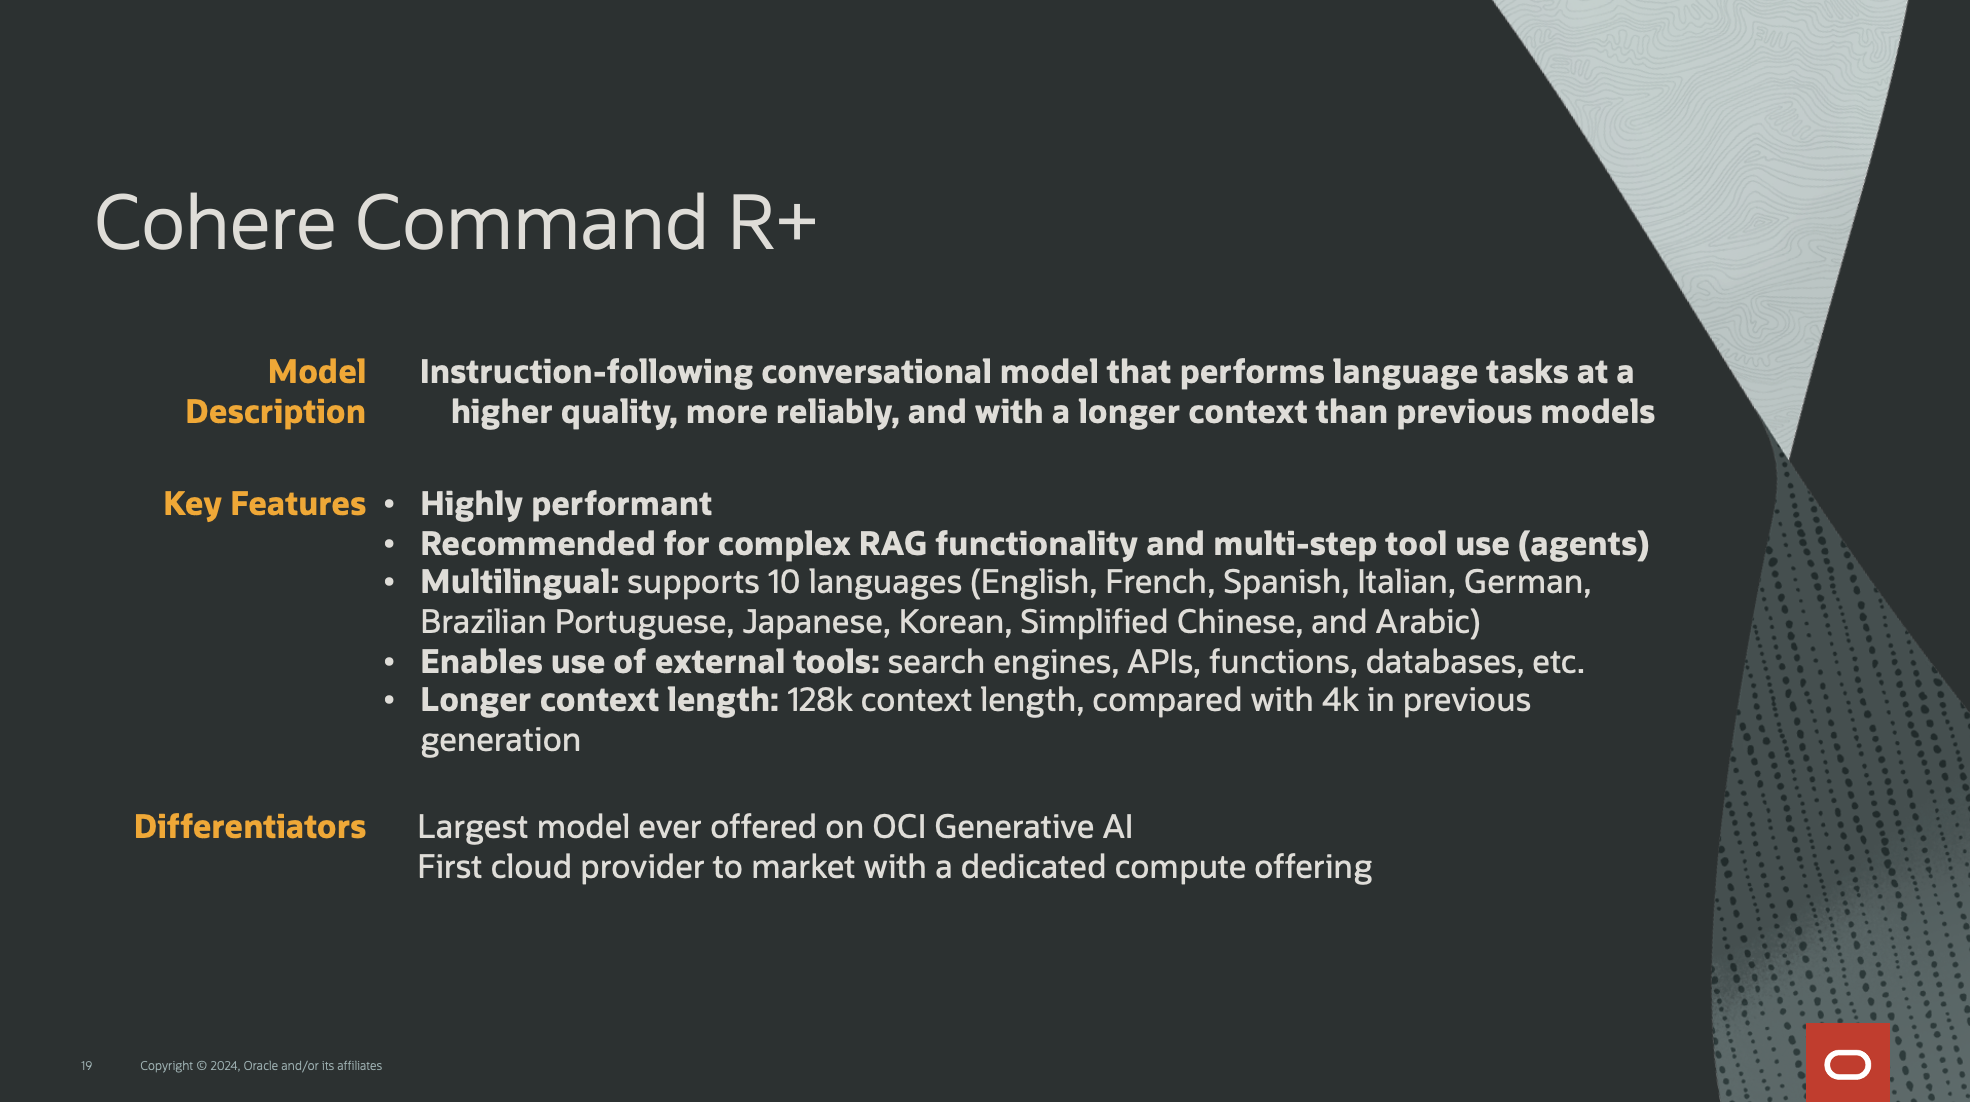 Cohere Command R+
Model
Description
Instruction-following conversational model that performs language tasks at a
higher quality, more reliably, and with a longer context than previous models
Key Features
• Highly performant
• Recommended for complex RAG functionality and multi-step tool use (agents)
• Multilingual: supports 10 languages (English, French, Spanish, Italian, German,
Brazilian Portuguese, Japanese, Korean, Simplified Chinese, and Arabic)
• Enables use of external tools: search engines, APIs, functions, databases, etc.
• Longer context length: 128k context length, compared with 4k in previous
generation
Differentiators
Largest model ever offered on OCI Generative AI
First cloud provider to market with a dedicated compute offering
19
Copyright © 2024, Oracle and/or its affiliates